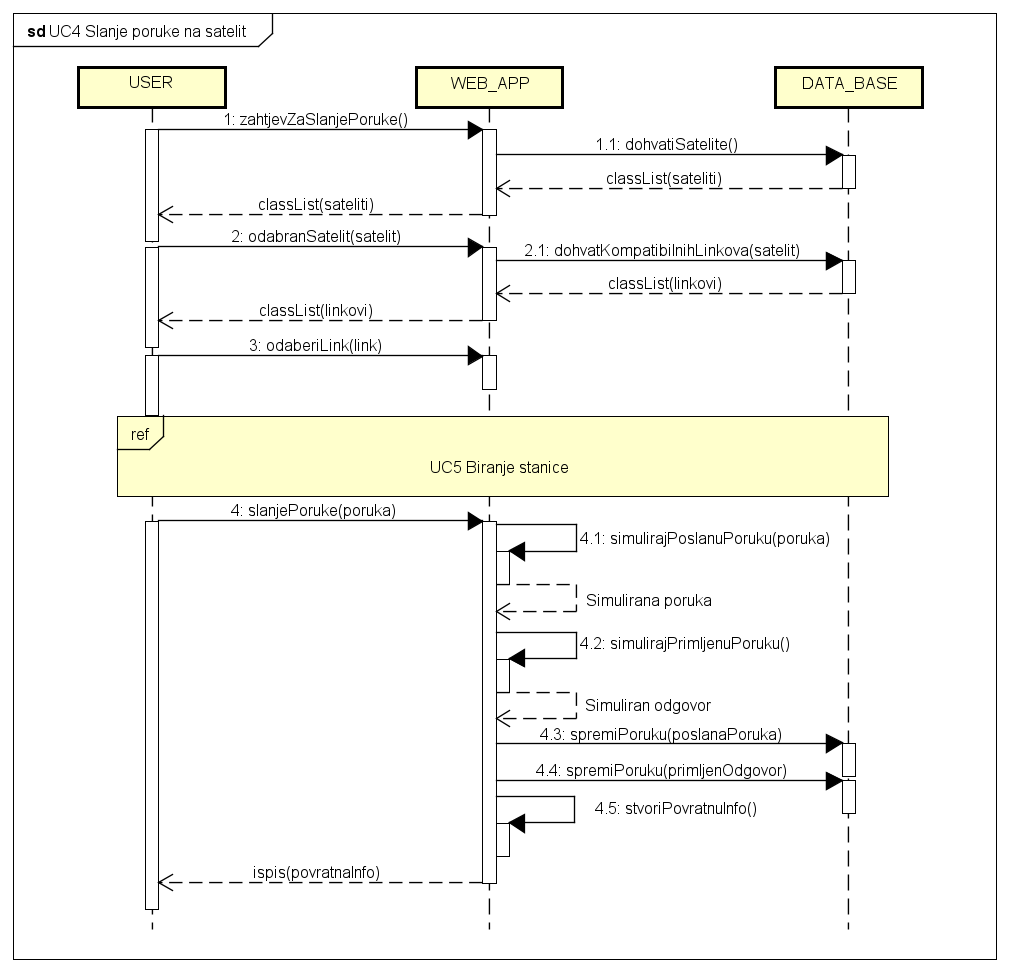 sd UC4 Slanje poruke na satelit
USER
WEB_APP
DATA_BASE
1: zahtjevZaSlanjePoruke()
1.1: dohvatiSatelite()
classList(sateliti)
classList(sateliti)
2: odabranSatelit(satelit)
2.1: dohvatKompatibilnihLinkova(satelit)
classList(linkovi)
classList(linkovi)
3: odaberiLink(link)
ref
UC5 Biranje stanice
4: slanjePoruke(poruka)
4.1: simulirajPoslanuPoruku(poruka)
Simulirana poruka
4.2: simulirajPrimljenuPoruku()
Simuliran odgovor
4.3: spremiPoruku(poslanaPoruka)
4.4: spremiPoruku(primljenOdgovor)
4.5: stvoriPovratnuInfo()
ispis(povratnaInfo)